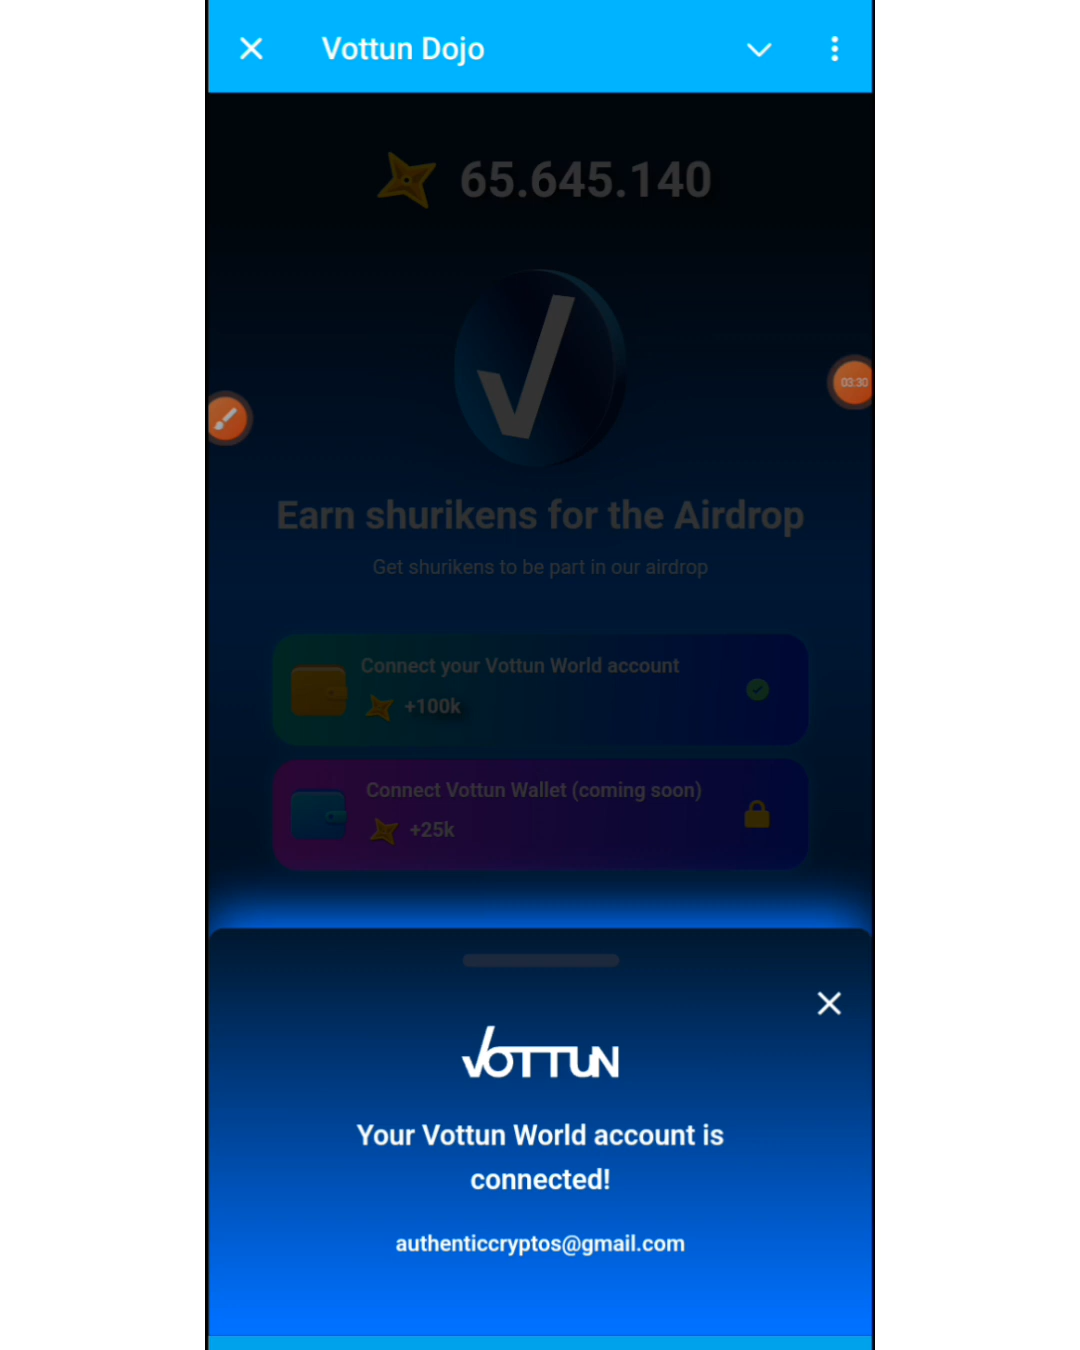 Vottun Dojo
65.645.140
03:30
Earn shurikens for the Airdrop
Get shurikens to be part in our airdrop
Connect your Vottun World account
+100k
Connect Vottun Wallet (coming soon)
+25k
VOTTUN
Your Vottun World account is
connected!
authenticcryptos@gmail.com